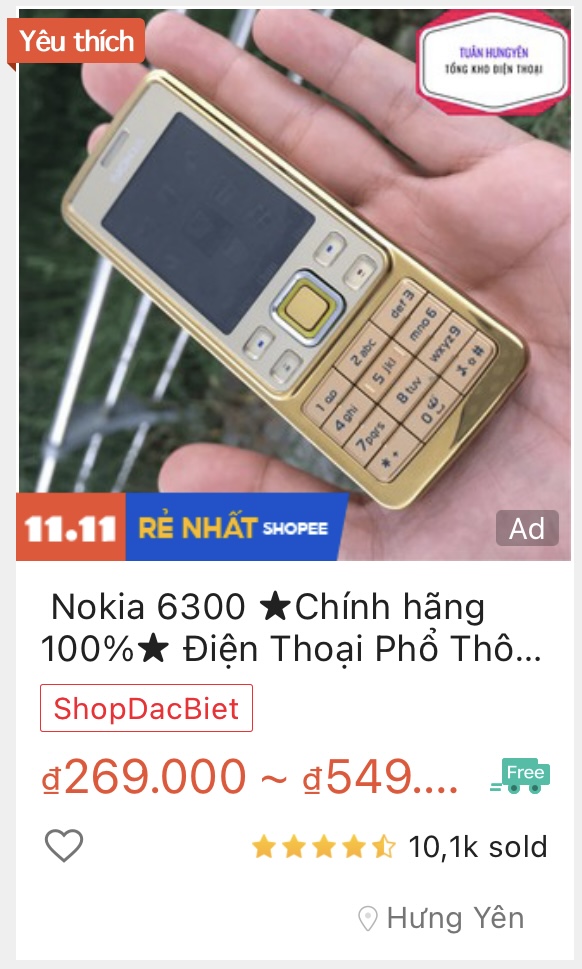 Yêu thích
TUẤN HƯNGYÊN
TỔNG KHO ĐIỆN THOẠI
def 3
mno 6
wxyz 9
#
2 abc
5 jkl
8 tuv
0
1
4 ghi
7 pqrs
* +
11.11 RẺ NHẤT SHOPEE
Ad
Nokia 6300 ★Chính hãng
100%★ Điện Thoại Phổ Thô...
ShopDacBiet
₫269.000 ~ ₫549....
Free
10,1k sold
Hưng Yên